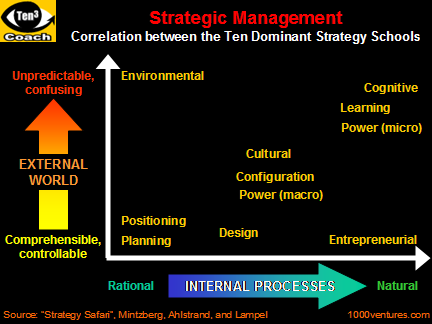 Ten3
Coach
Strategic Management
Correlation between the Ten Dominant Strategy Schools
Unpredictable,
confusing
EXTERNAL
WORLD
Comprehensible,
controllable
Environmental
Cognitive
Learning
Power (micro)
Cultural
Configuration
Power (macro)
Positioning
Planning
Design
Entrepreneurial
Rational
INTERNAL PROCESSES
Natural
Source: "Strategy Safari", Mintzberg, Ahlstrand, and Lampel
1000ventures.com